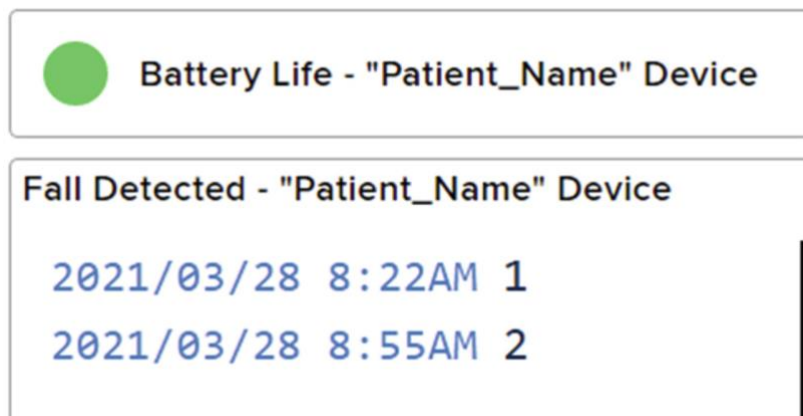 Battery Life - "Patient_Name" Device
Fall Detected - "Patient_Name" Device
2021/03/28 8:22AM 1
2021/03/28 8:55AM 2